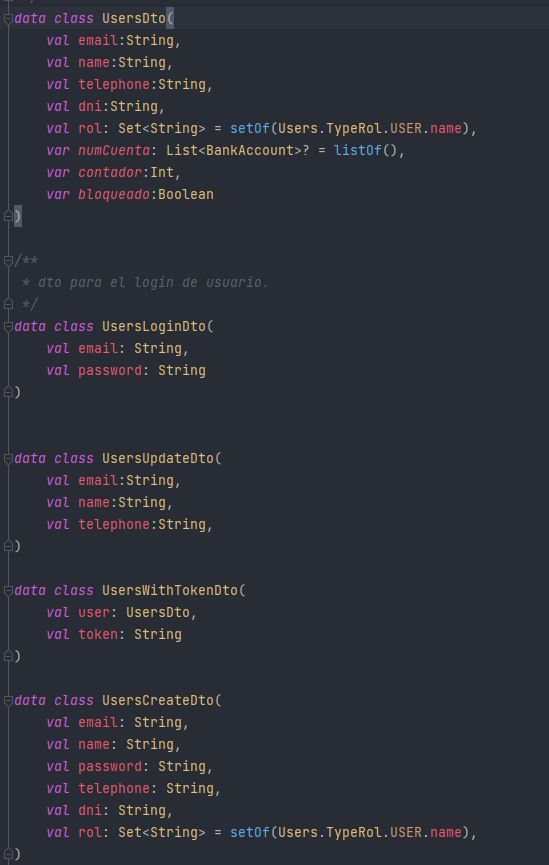 data class UsersDto(
    val email:String,
    val name:String,
    val telephone:String,
    val dni:String,
    val rol: Set<String> = setOf(Users.TypeRol.USER.name),
    var numCuenta: List<BankAccount>? = listOf(),
    var contador:Int,
    var bloqueado:Boolean
)
/**
 * dto para el login de usuario.
 */
data class UsersLoginDto(
    val email: String,
    val password: String
)
data class UsersUpdateDto(
    val email:String,
    val name:String,
    val telephone:String,
)
data class UsersWithTokenDto(
    val user: UsersDto,
    val token: String
)
data class UsersCreateDto(
    val email: String,
    val name: String,
    val password: String,
    val telephone: String,
    val dni: String,
    val rol: Set<String> = setOf(Users.TypeRol.USER.name),
)